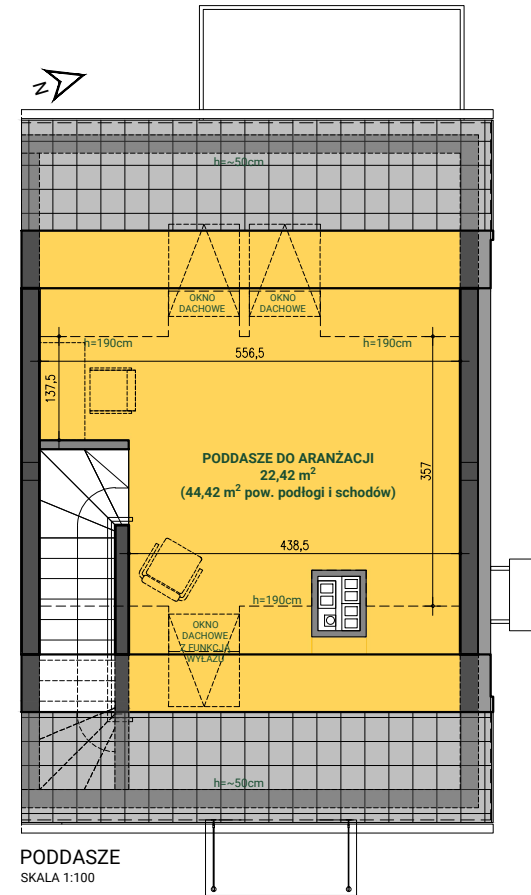 N
h=~50cm
OKNO
DACHOWE
OKNO
DACHOWE
h=190cm
h=190cm
556,5
137,5
PODDASZE DO ARANŻACJI
22,42 m²
(44,42 m² pow. podłogi i schodów)
357
438,5
h=190cm
OKNO
DACHOWE
Z FUNKCJĄ
WYŁAZU
h=~50cm
PODDASZE
SKALA 1:100